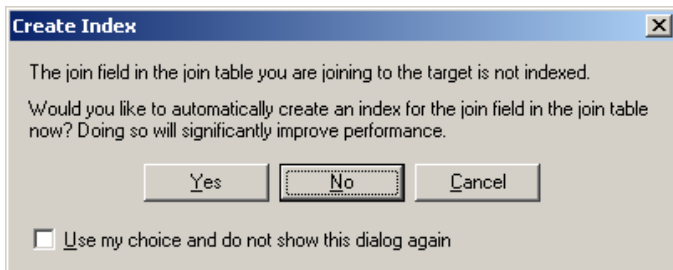 Create Index
The join field in the join table you are joining to the target is not indexed.
Would you like to automatically create an index for the join field in the join table
now? Doing so will significantly improve performance.
Yes No Cancel
Use my choice and do not show this dialog again